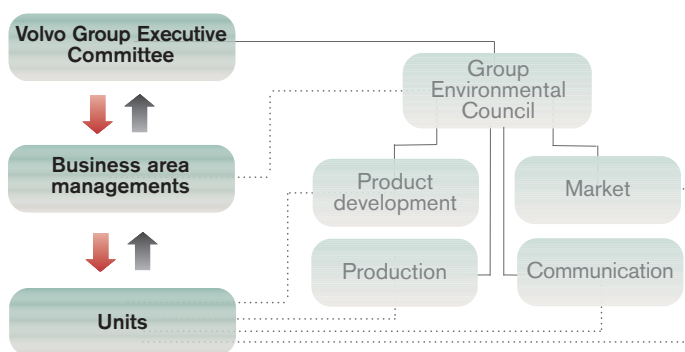 Volvo Group Executive
Committee
Group
Environmental
Council
Business area
managements
Product
development
Market
Production
Communication
Units